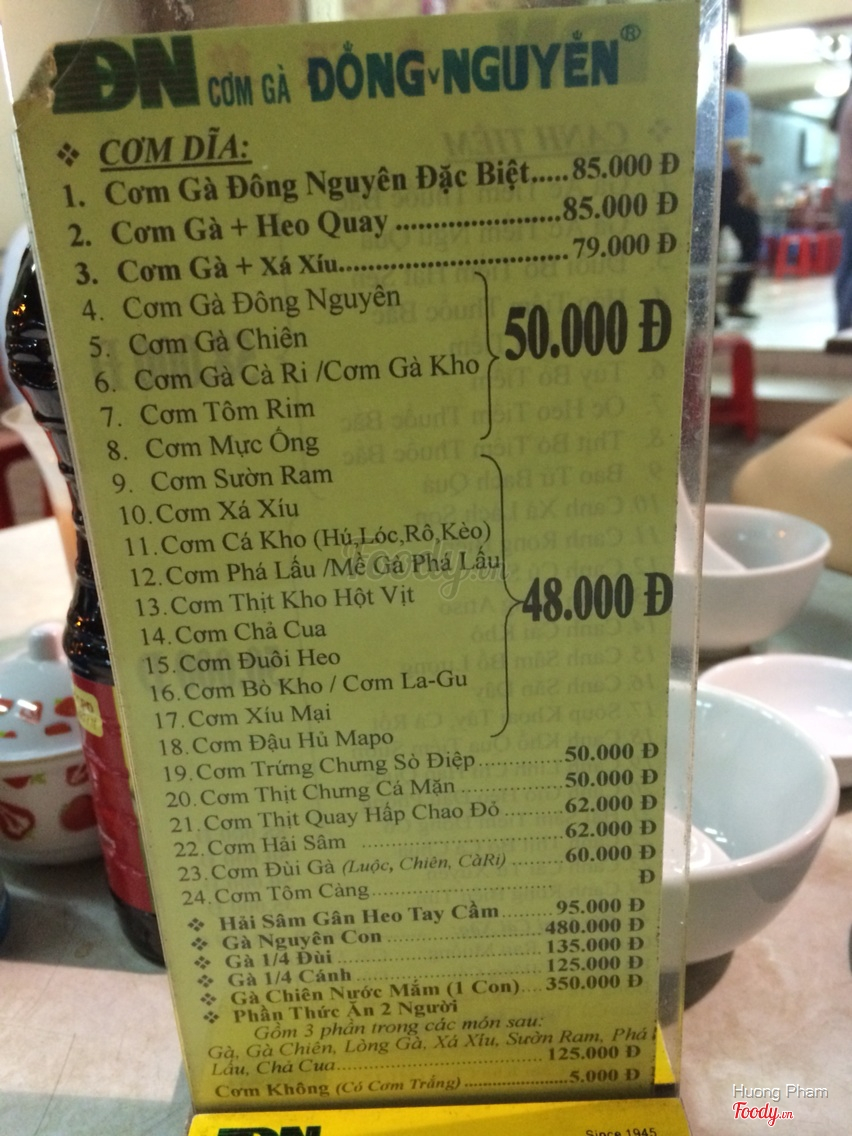 ĐN CƠM GÀ ĐÔNG NGUYÊN®
❖ CƠM DĨA:
1. Cơm Gà Đông Nguyên Đặc Biệt.....85.000 Đ
2. Cơm Gà + Heo Quay ....................85.000 Đ
3. Cơm Gà + Xá Xíu............................79.000 Đ
4. Cơm Gà Đông Nguyên
5. Cơm Gà Chiên
6. Cơm Gà Cà Ri /Cơm Gà Kho
7. Cơm Tôm Rim
8. Cơm Mực Ống
50.000 Đ
9. Cơm Sườn Ram
10.Cơm Xá Xíu
11.Cơm Cá Kho (Hú,Lóc,Rô,Kèo)
12.Cơm Phá Lấu /Mề Gà Phá Lấu
13.Cơm Thịt Kho Hột Vịt
14.Cơm Chả Cua
15.Cơm Đuôi Heo
16.Cơm Bò Kho / Cơm La-Gu
17.Cơm Xíu Mại
18.Cơm Đậu Hủ Mapo
48.000 Đ
19.Cơm Trứng Chưng Sò Điệp................50.000 Đ
20.Cơm Thịt Chưng Cá Mặn ...................50.000 Đ
21.Cơm Thịt Quay Hấp Chao Đỏ ............62.000 Đ
22.Cơm Hải Sâm ....................................62.000 Đ
23.Cơm Đùi Gà (Luộc, Chiên, CàRi) ........60.000 Đ
24.Cơm Tôm Càng................................ Đ
❖ Hải Sâm Gân Heo Tay Cầm.........95.000 Đ
❖ Gà Nguyên Con ..........................480.000 Đ
❖ Gà 1/4 Đùi ..................................135.000 Đ
❖ Gà 1/4 Cánh ...............................125.000 Đ
❖ Gà Chiên Nước Mắm (1 Con)....350.000 Đ
❖ Phần Thức Ăn 2 Người
Gồm 3 phần trong các món sau:
Gà, Gà Chiên, Lòng Gà, Xá Xíu, Sườn Ram, Phá
Lấu, Chả Cua.................................125.000 Đ
Cơm Không (Có Cơm Trắng) ................5.000 Đ
ĐN
Since 1945
Foody.vn
Huong Pham
Foody.vn